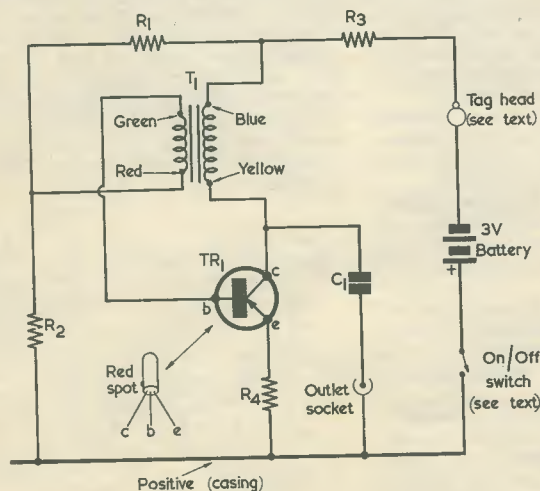 R1
R3
T1
Green
Blue
Red
Yellow
Tag head
(see text)
3V
Battery
+
TR1
c
b
e
C1
R2
Red
spot
c b e
R4
Outlet
socket
On/Off
switch
(see text)
Positive (casing)